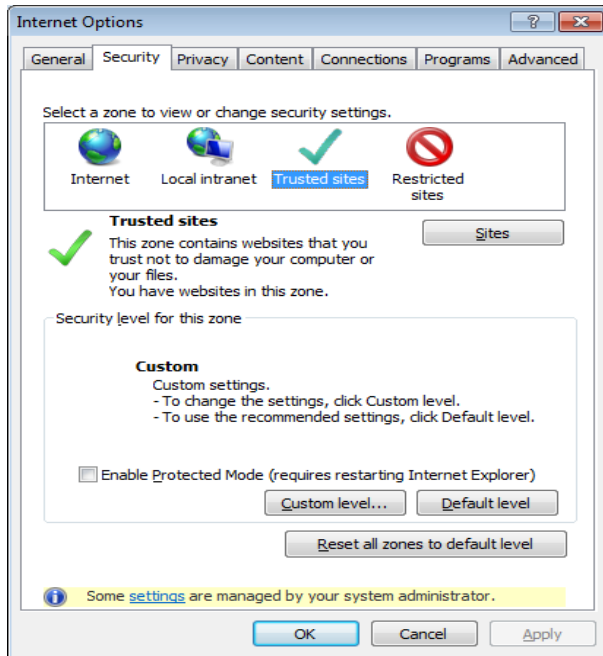 Internet Options
General Security Privacy Content Connections Programs Advanced
Select a zone to view or change security settings.
Internet Local intranet Trusted sites Restricted
sites
Trusted sites
Sites
This zone contains websites that you
trust not to damage your computer or
your files.
You have websites in this zone.
Security level for this zone
Custom
Custom settings.
- To change the settings, click Custom level.
- To use the recommended settings, click Default level.
Enable Protected Mode (requires restarting Internet Explorer)
Custom level... Default level
Reset all zones to default level
Some settings are managed by your system administrator.
OK Cancel Apply